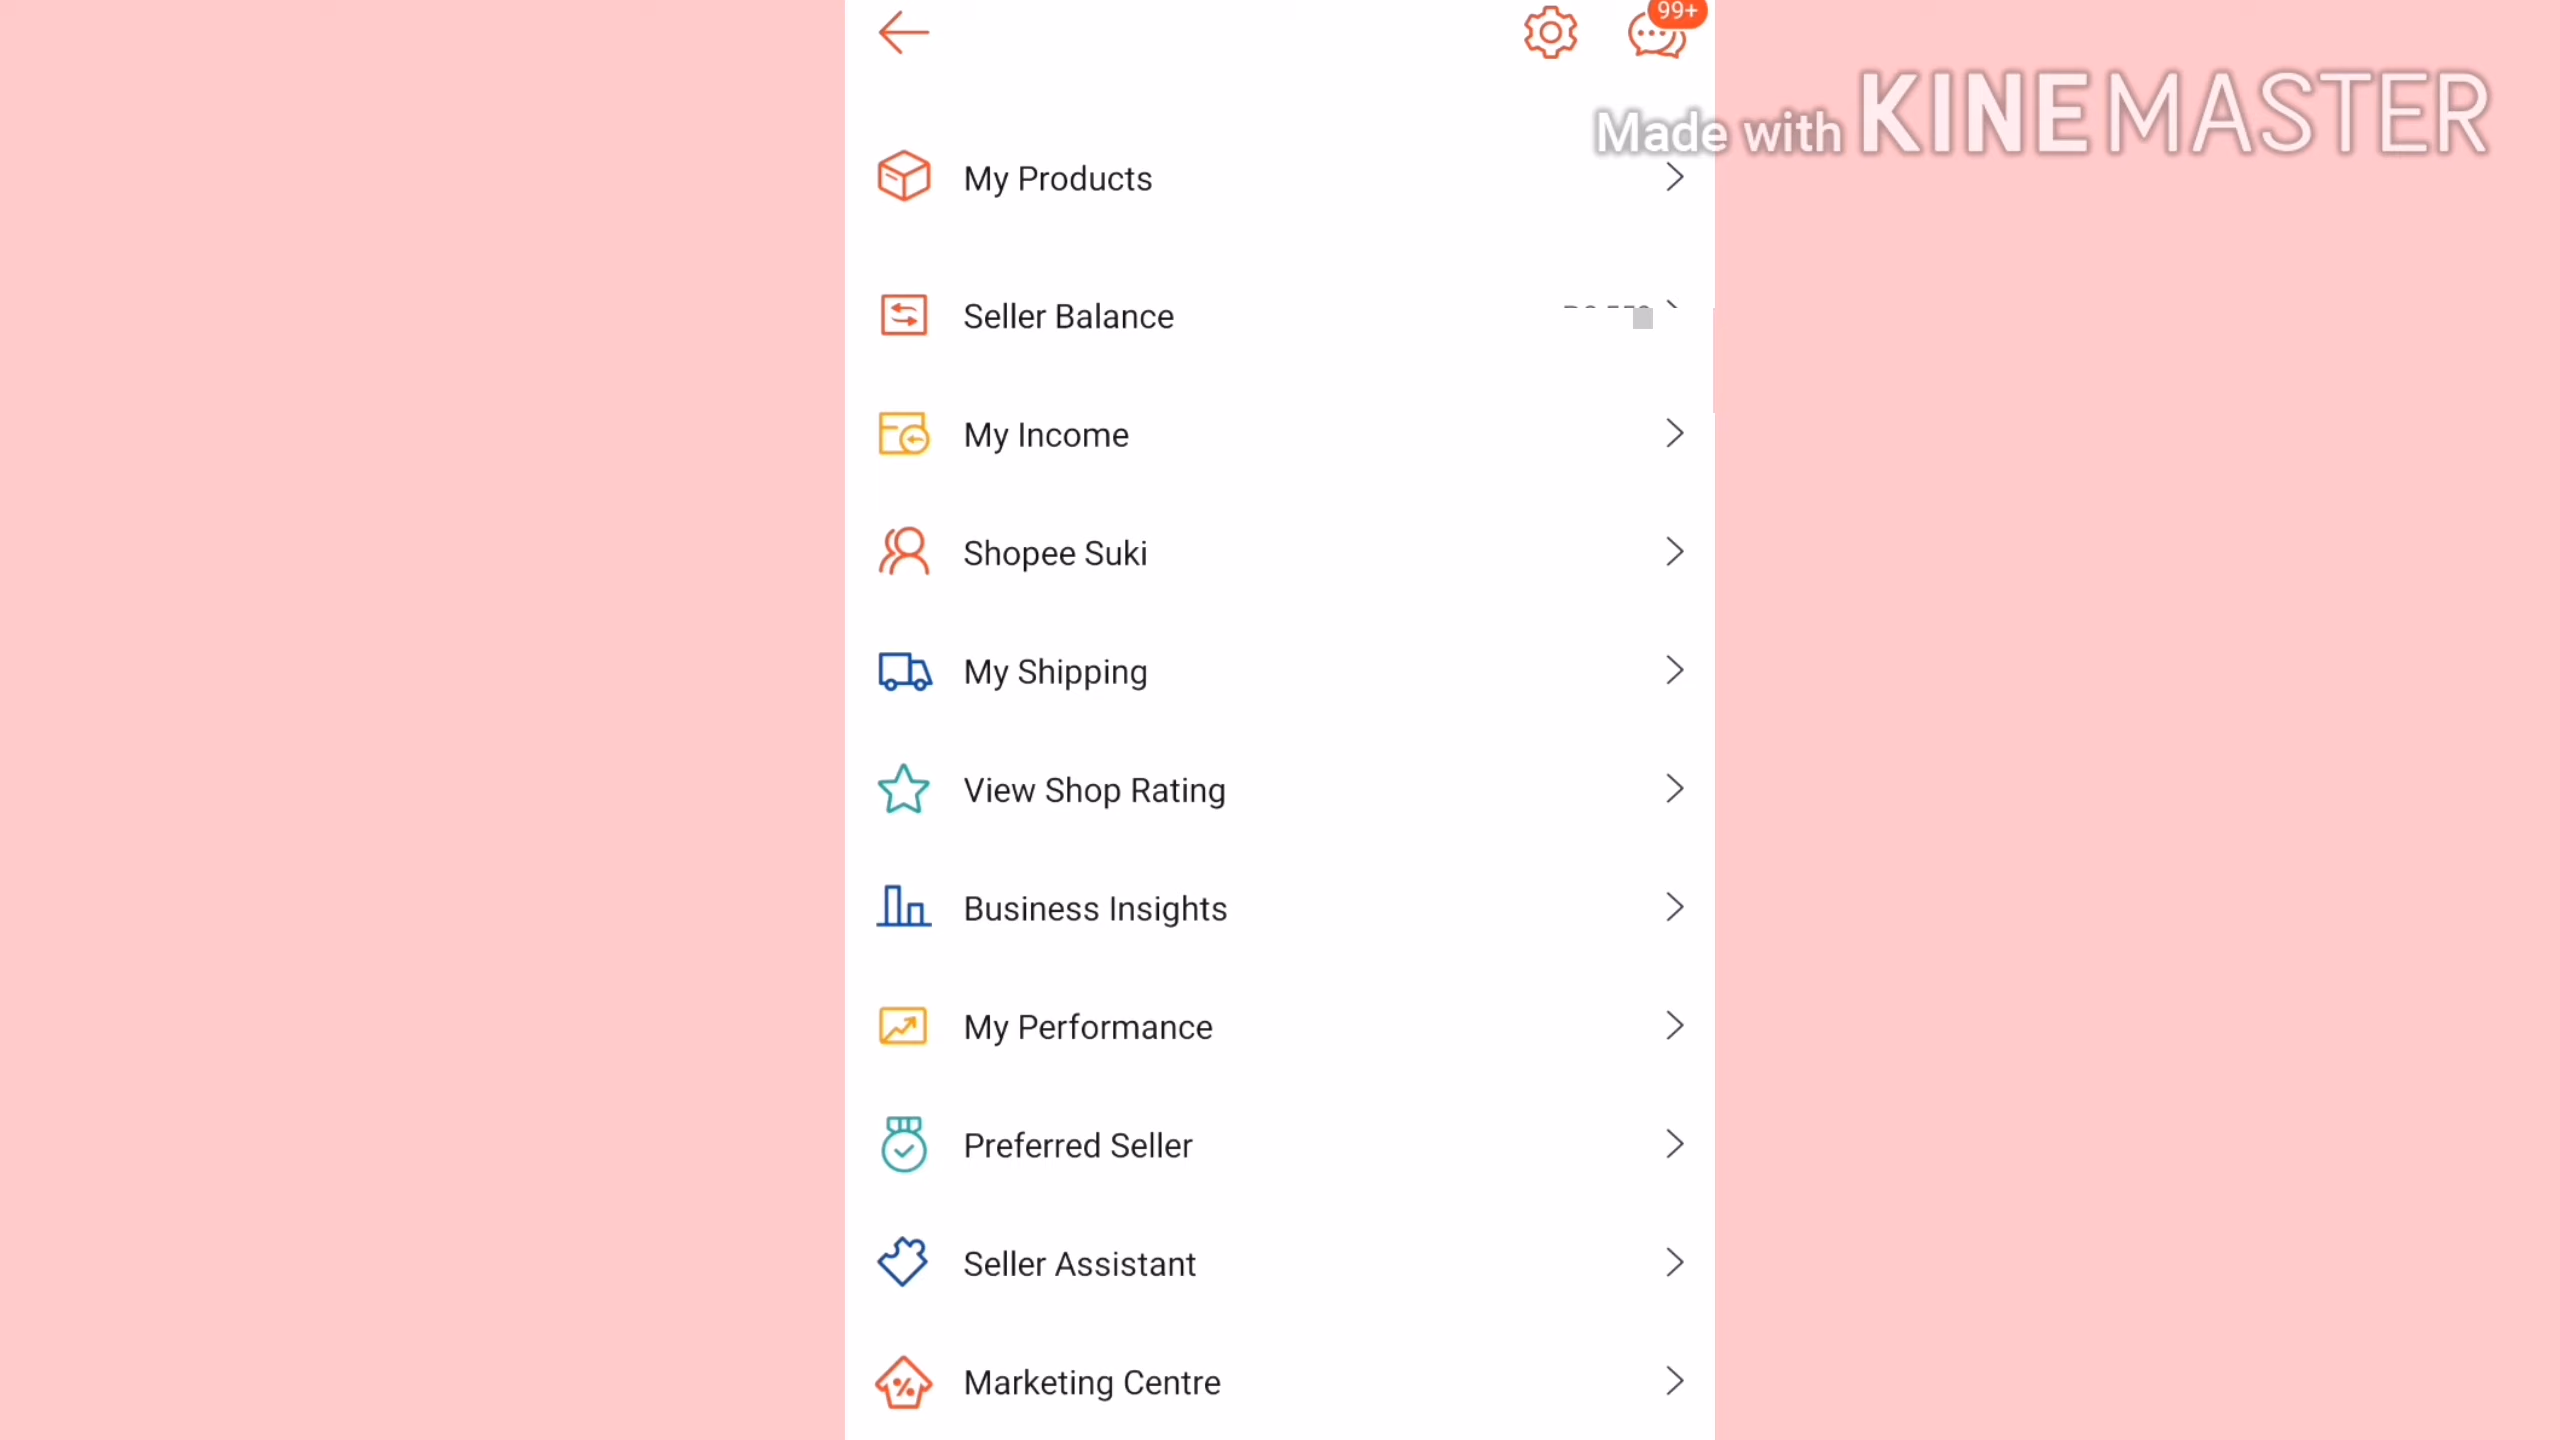 99+
Made with KINEMASTER
My Products
Seller Balance
My Income
Shopee Suki
My Shipping
View Shop Rating
Business Insights
My Performance
Preferred Seller
Seller Assistant
Marketing Centre